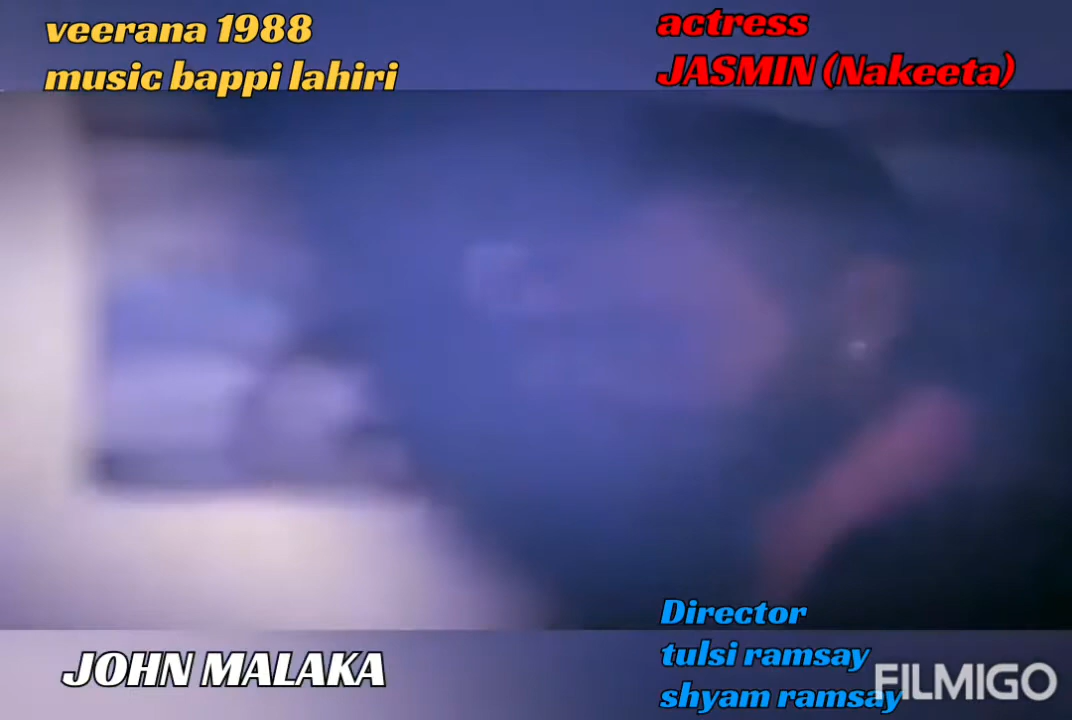 veerana 1988
music bappi lahiri
actress
JASMIN (Nakeeta)
JOHN MALAKA
Director
tulsi ramsay
shyam ramsay
FILMIGO